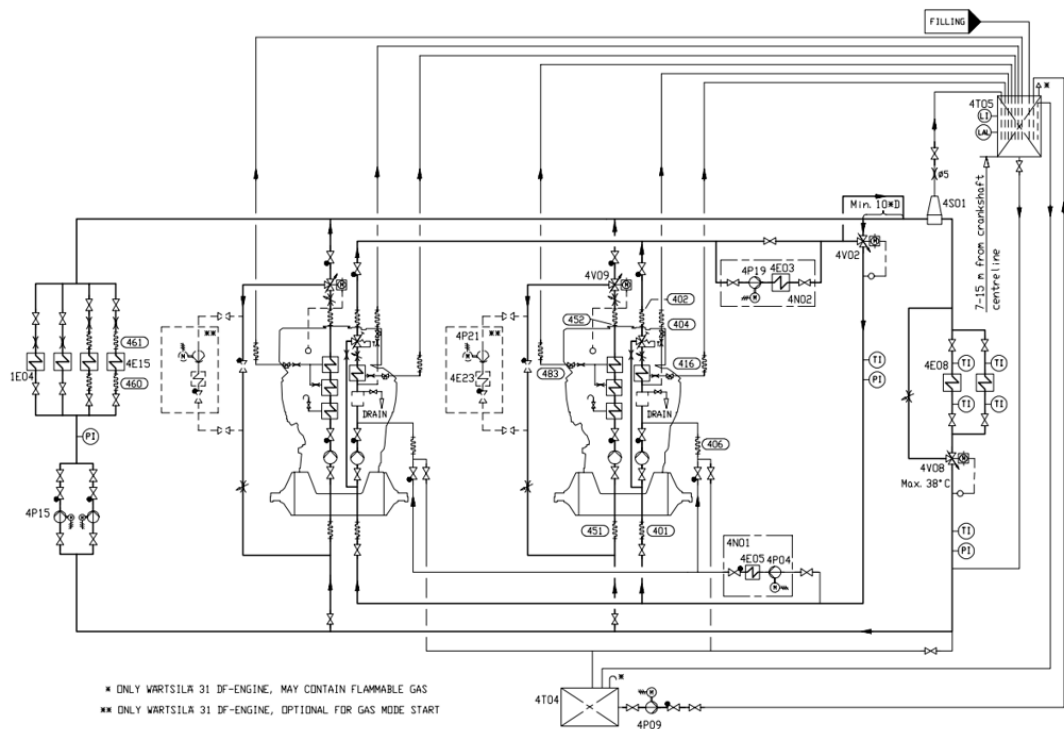 FILLING
4T05
LI
LAL
ø5
4S01
Min. 10*D
4V02
7-15 m from crankshaft
centreline
4P19
4E03
4N02
4V09
402
452
404
**
**
4P21
461
4E15
1E04
460
4E23
483
416
TI
PI
4E08
TI
TI
TI
TI
DRAIN
DRAIN
PI
406
4V08
Max. 38°C
4P15
451
401
4N01
4E05
4P04
TI
PI
* ONLY WÄRTSILÄ 31 DF-ENGINE, MAY CONTAIN FLAMMABLE GAS
** ONLY WÄRTSILÄ 31 DF-ENGINE, OPTIONAL FOR GAS MODE START
4T04
*
4P09
*
M
M
M
M
M
M
M